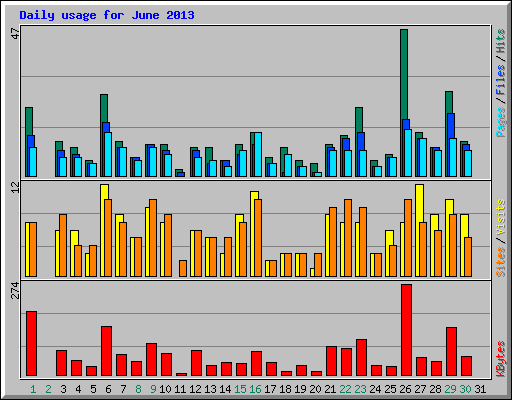 Daily usage for June 2013
47
Pages / Files / Hits
12
Sites / Visits
274
KBytes
1 2 3 4 5 6 7 8 9 10 11 12 13 14 15 16 17 18 19 20 21 22 23 24 25 26 27 28 29 30 31